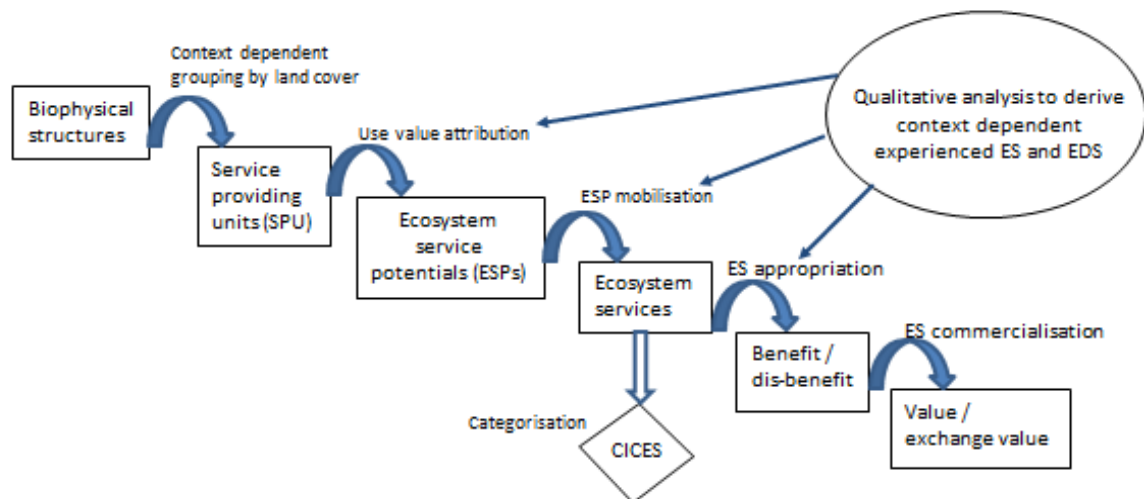 Context dependent
grouping by land cover
Biophysical
structures
Use value attribution
Service
providing
units (SPU)
ESP mobilisation
Ecosystem
service
potentials (ESPs)
Qualitative analysis to derive
context dependent
experienced ES and EDS
ES appropriation
Ecosystem
services
ES commercialisation
Benefit /
dis-benefit
Categorisation
CICES
Value /
exchange value